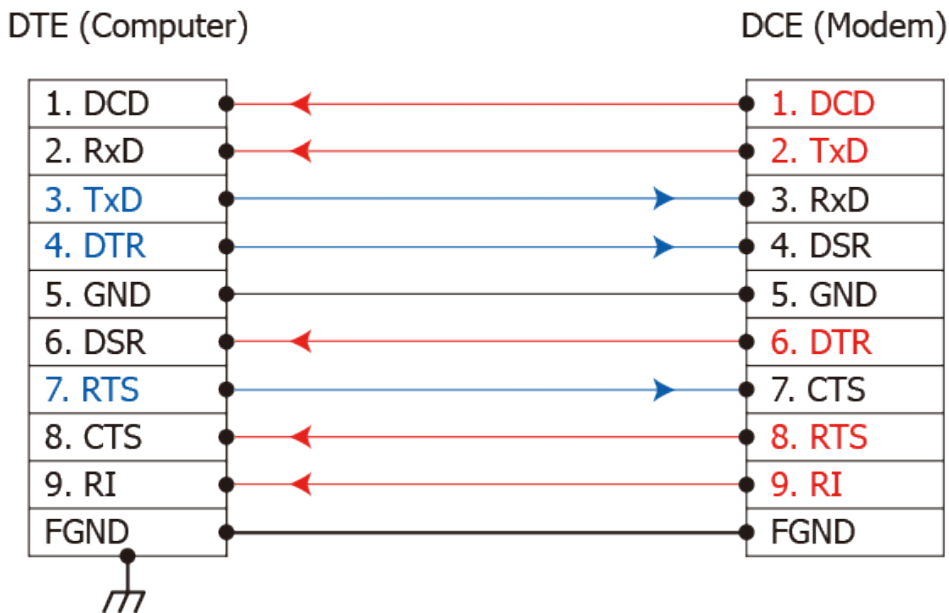 DTE (Computer) DCE (Modem)
1. DCD 1. DCD
2. RxD 2. TxD
3. TxD 3. RxD
4. DTR 4. DSR
5. GND 5. GND
6. DSR 6. DTR
7. RTS 7. CTS
8. CTS 8. RTS
9. RI 9. RI
FGND FGND